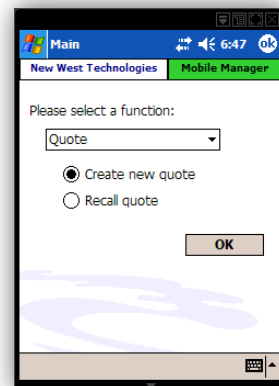 Main 6:47 ok
New West Technologies Mobile Manager
Please select a function:
Quote
Create new quote
Recall quote
OK